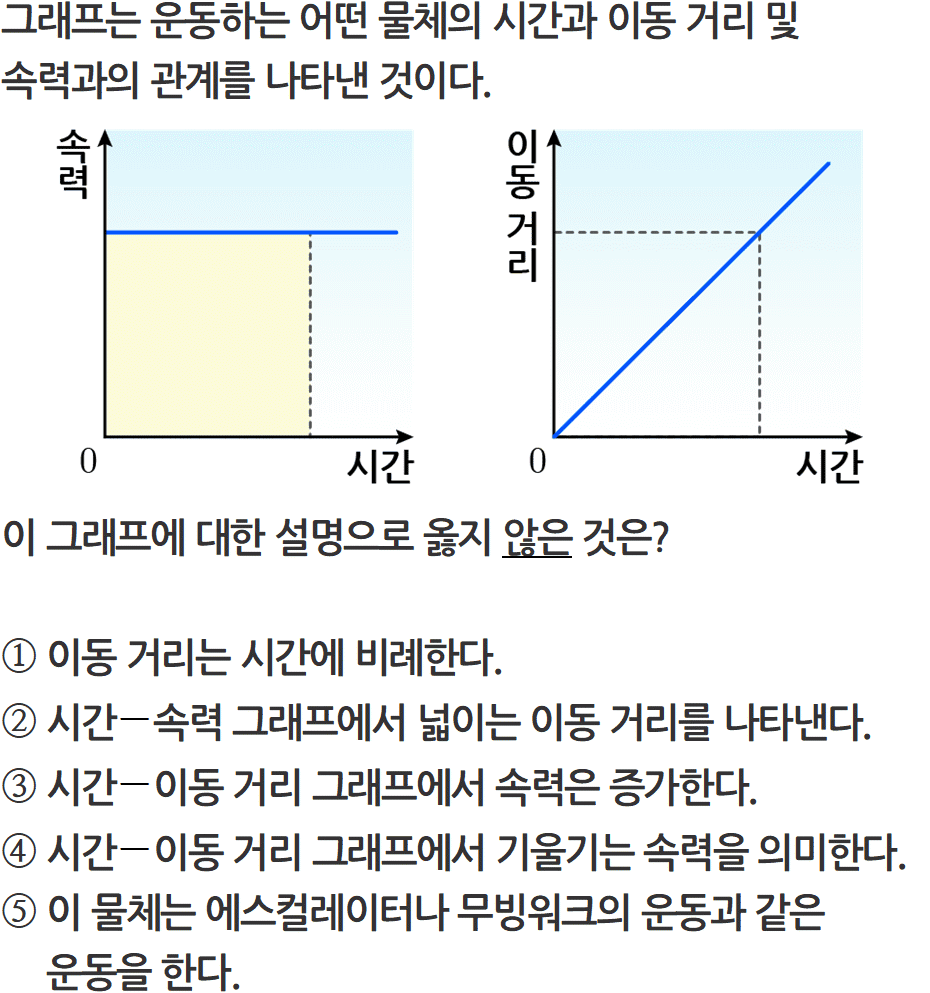 그래프는 운동하는 어떤 물체의 시간과 이동 거리 및
속력과의 관계를 나타낸 것이다.
속력
이동 거리
0
시간
0
시간
이 그래프에 대한 설명으로 옳지 않은 것은?
① 이동 거리는 시간에 비례한다.
② 시간－속력 그래프에서 넓이는 이동 거리를 나타낸다.
③ 시간－이동 거리 그래프에서 속력은 증가한다.
④ 시간－이동 거리 그래프에서 기울기는 속력을 의미한다.
⑤ 이 물체는 에스컬레이터나 무빙워크의 운동과 같은
운동을 한다.